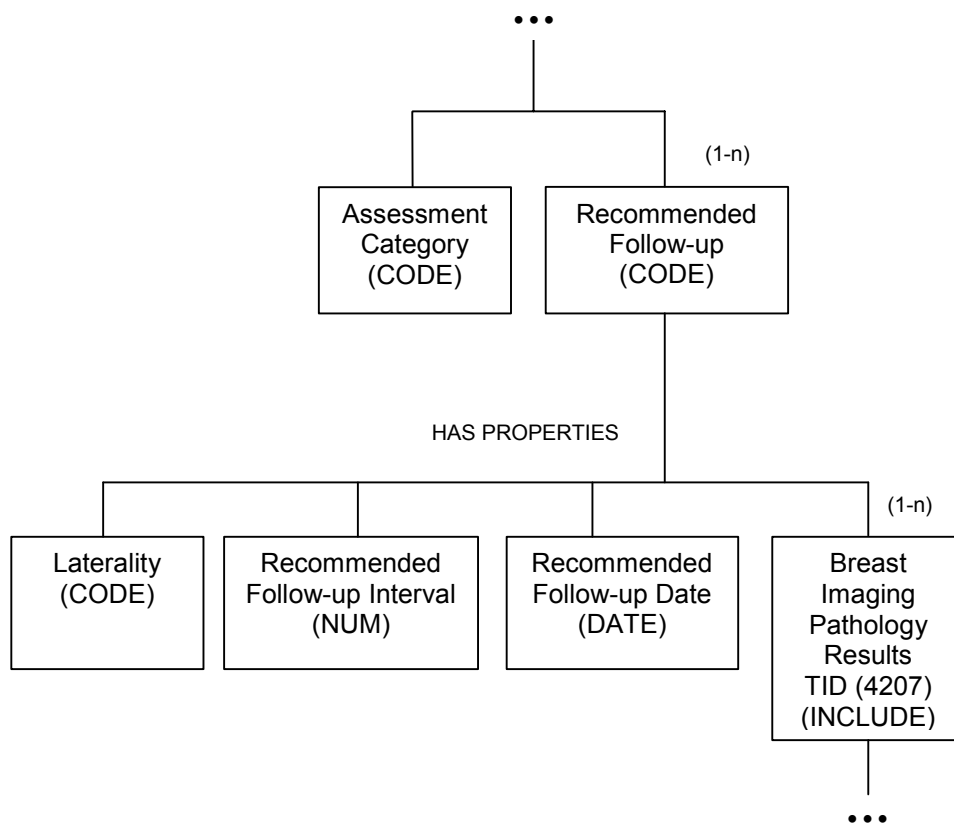 •••
(1-n)
Assessment
Category
(CODE)
Recommended
Follow-up
(CODE)
HAS PROPERTIES
(1-n)
Laterality
(CODE)
Recommended
Follow-up Interval
(NUM)
Recommended
Follow-up Date
(DATE)
Breast
Imaging
Pathology
Results
TID (4207)
(INCLUDE)
•••